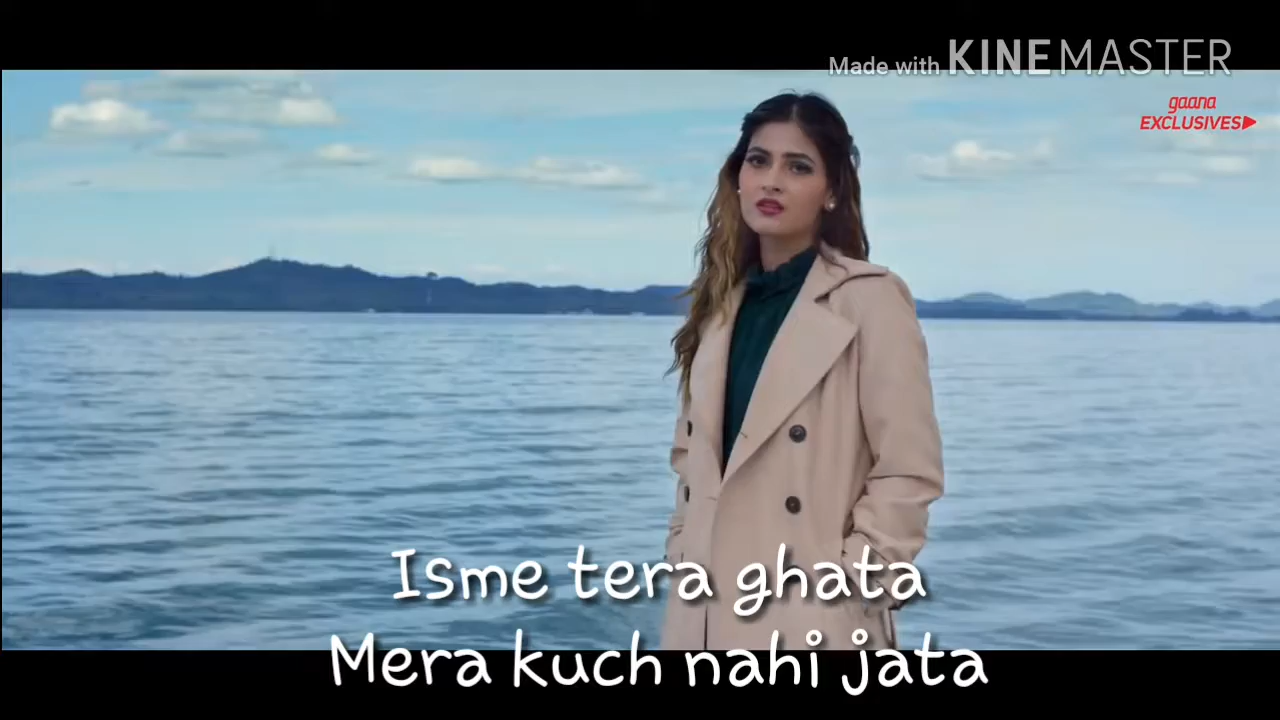 Made with KINEMASTER
gaana
EXCLUSIVES
Isme tera ghata
Mera kuch nahi jata